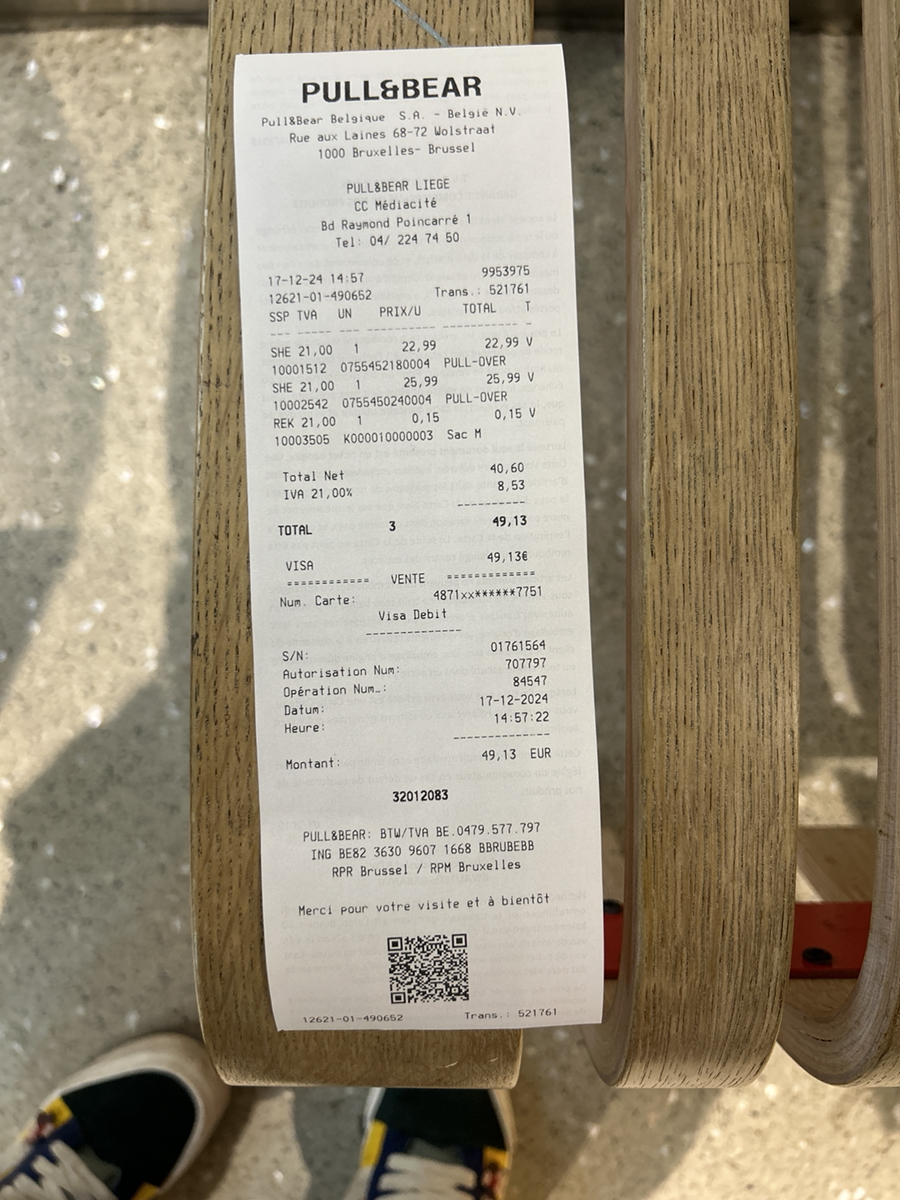 PULL&BEAR
Pull&Bear Belgique S.A. - België N.V.
Rue aux Laines 68-72 Wolstraat
1000 Bruxelles- Brussel
PULL&BEAR LIEGE
CC Médiacité
Bd Raymond Poincarré 1
Tel: 04/ 224 74 50
17-12-24 14:57 9953975
12621-01-490652 Trans.: 521761
SSP TVA UN PRIX/U TOTAL T
--- ----- --- ---------- ----------- -
SHE 21,00 1 22,99 22,99 V
10001512 0755452180004 PULL-OVER
SHE 21,00 1 25,99 25,99 V
10002542 0755450240004 PULL-OVER
REK 21,00 1 0,15 0,15 V
10003505 K000010000003 Sac M
Total Net 40,60
IVA 21,00% 8,53
----------
TOTAL 3 49,13
VISA 49,13€
============ VENTE =============
Num. Carte: 4871xx******7751
Visa Debit
--------------
S/N: 01761564
Autorisation Num: 707797
Opération Num…: 84547
Datum: 17-12-2024
Heure: 14:57:22
--------------
Montant: 49,13 EUR
32012083
PULL&BEAR: BTW/TVA BE.0479.577.797
ING BE82 3630 9607 1668 BBRUBEBB
RPR Brussel / RPM Bruxelles
Merci pour votre visite et à bientôt
12621-01-490652 Trans.: 521761